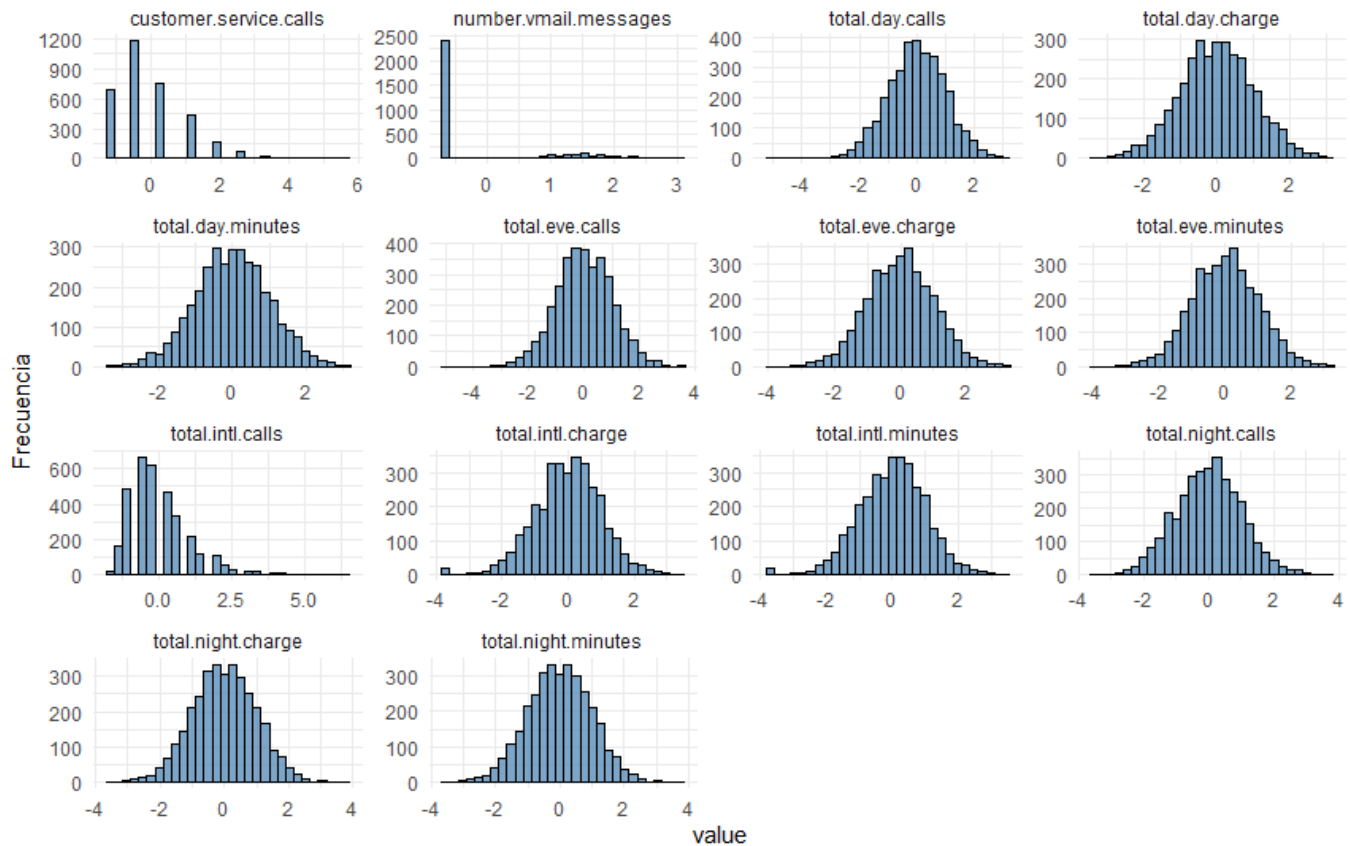 customer.service.calls number.vmail.messages total.day.calls total.day.charge
1200 2500 400 300
900 2000 300 200
600 1500 200 100
300 1000 100 0
0 500 0
0
0 2 4 6 0 1 2 3 -4 -2 0 2 -2 0 2
total.day.minutes total.eve.calls total.eve.charge total.eve.minutes
300 400 300 300
200 300 200 200
100 200 100 100
0 100 0 0
0
-2 0 2 -4 -2 0 2 4 -4 -2 0 2 -4 -2 0 2
Frecuencia
total.intl.calls total.intl.charge total.intl.minutes total.night.calls
600 300 300 300
400 200 200 200
200 100 100 100
0 0 0 0
0.0 2.5 5.0 -4 -2 0 2 -4 -2 0 2 -4 -2 0 2 4
total.night.charge total.night.minutes
300 300
200 200
100 100
0 0
-4 -2 0 2 4 -4 -2 0 2 4
value